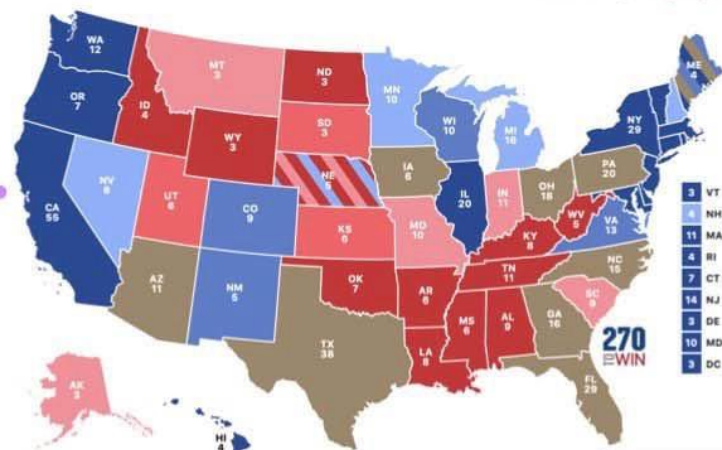 WA
12
OR
7
CA
55
NV
6
ID
4
MT
3
WY
3
UT
6
CO
9
AZ
11
NM
5
ND
3
SD
3
NE
5
KS
6
OK
7
TX
38
MN
10
IA
6
MO
10
AR
6
LA
8
WI
10
IL
20
MI
16
IN
11
OH
18
KY
8
TN
11
MS
6
AL
9
GA
16
FL
29
SC
9
NC
15
VA
13
WV
5
PA
20
NY
29
ME
4
AK
3
HI
4
270
TO
WIN
3 VT
4 NH
11 MA
4 RI
7 CT
14 NJ
3 DE
10 MD
3 DC